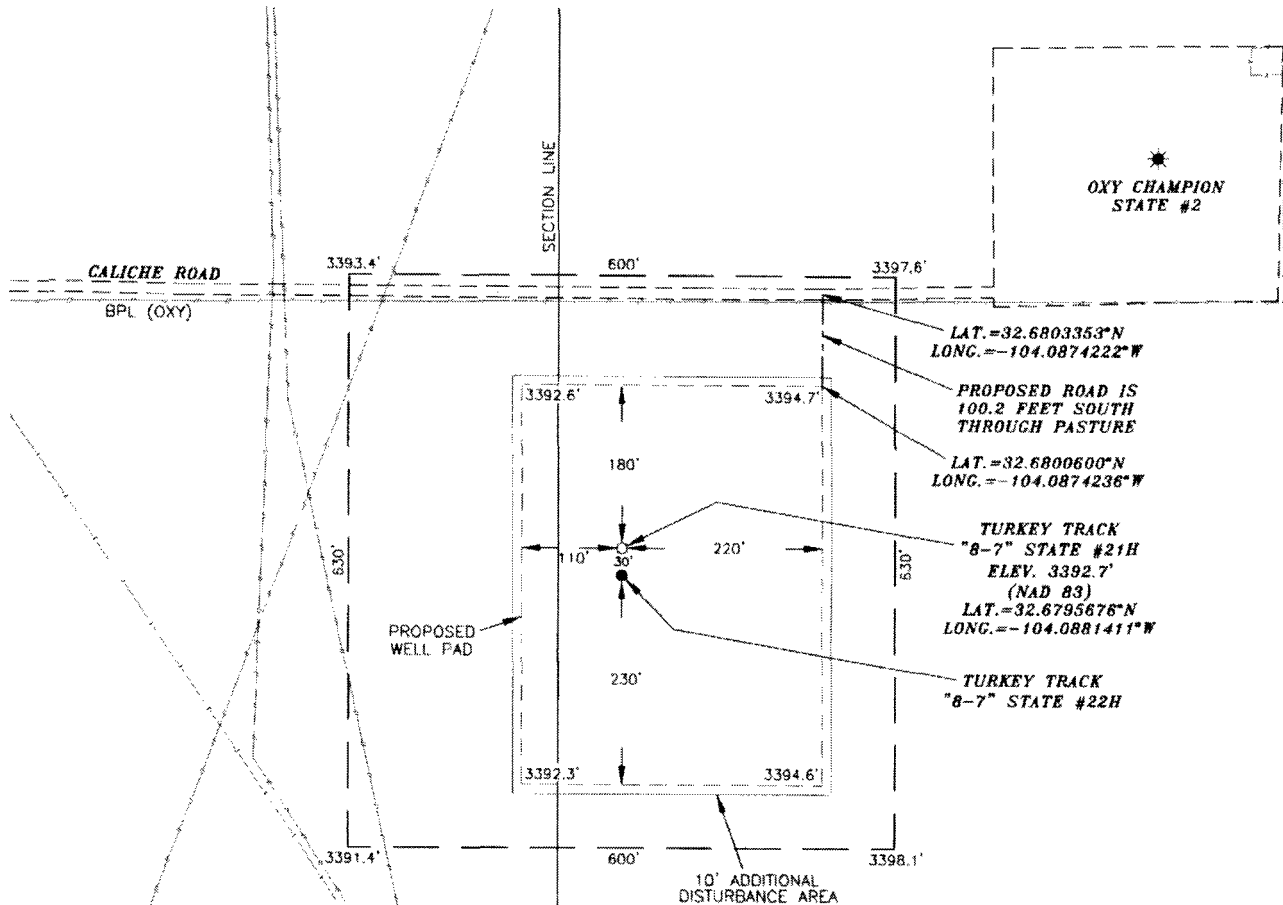 SECTION LINE
OXY CHAMPION
STATE #2
CALICHE ROAD
3393.4'
600'
3397.6'
BPL (OXY)
LAT.=32.6803353°N
LONG.=-104.0874222°W
PROPOSED ROAD IS
100.2 FEET SOUTH
THROUGH PASTURE
3392.6'
3394.7'
LAT.=32.6800600°N
LONG.=-104.0874236°W
180'
630'
110'
30'
220'
630'
TURKEY TRACK
"8-7" STATE #21H
ELEV. 3392.7'
(NAD 83)
LAT.=32.6795676°N
LONG.=-104.0881411°W
PROPOSED
WELL PAD
230'
TURKEY TRACK
"8-7" STATE #22H
3392.3'
3394.6'
3391.4'
600'
3398.1'
10' ADDITIONAL
DISTURBANCE AREA